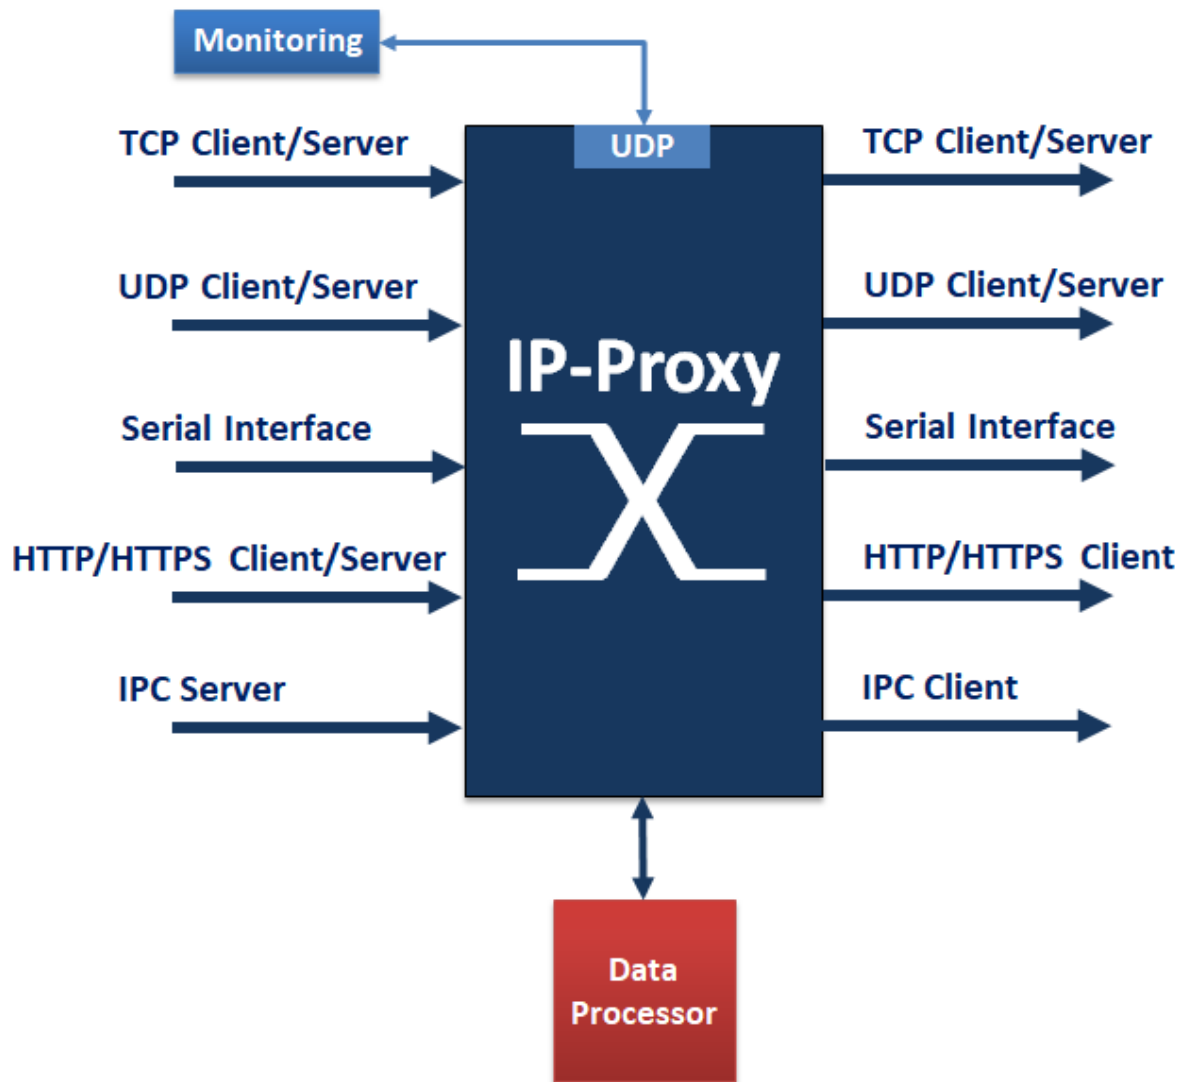 Monitoring
UDP
TCP Client/Server
TCP Client/Server
UDP Client/Server
UDP Client/Server
IP-Proxy
Serial Interface
Serial Interface
HTTP/HTTPS Client/Server
HTTP/HTTPS Client
IPC Server
IPC Client
Data
Processor